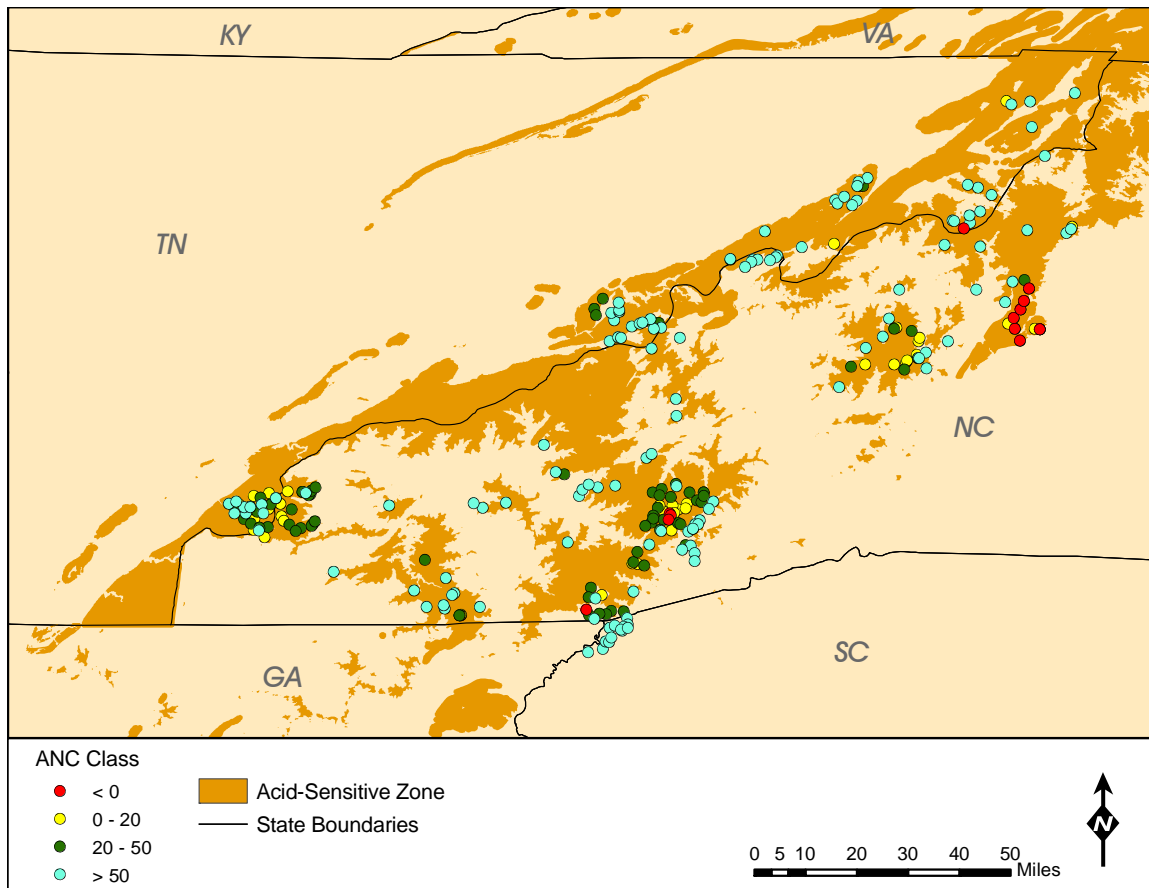 KY
VA
TN
NC
SC
GA
ANC Class
< 0
0 - 20
20 - 50
> 50
Acid-Sensitive Zone
State Boundaries
N
0 5 10 20 30 40 50
Miles